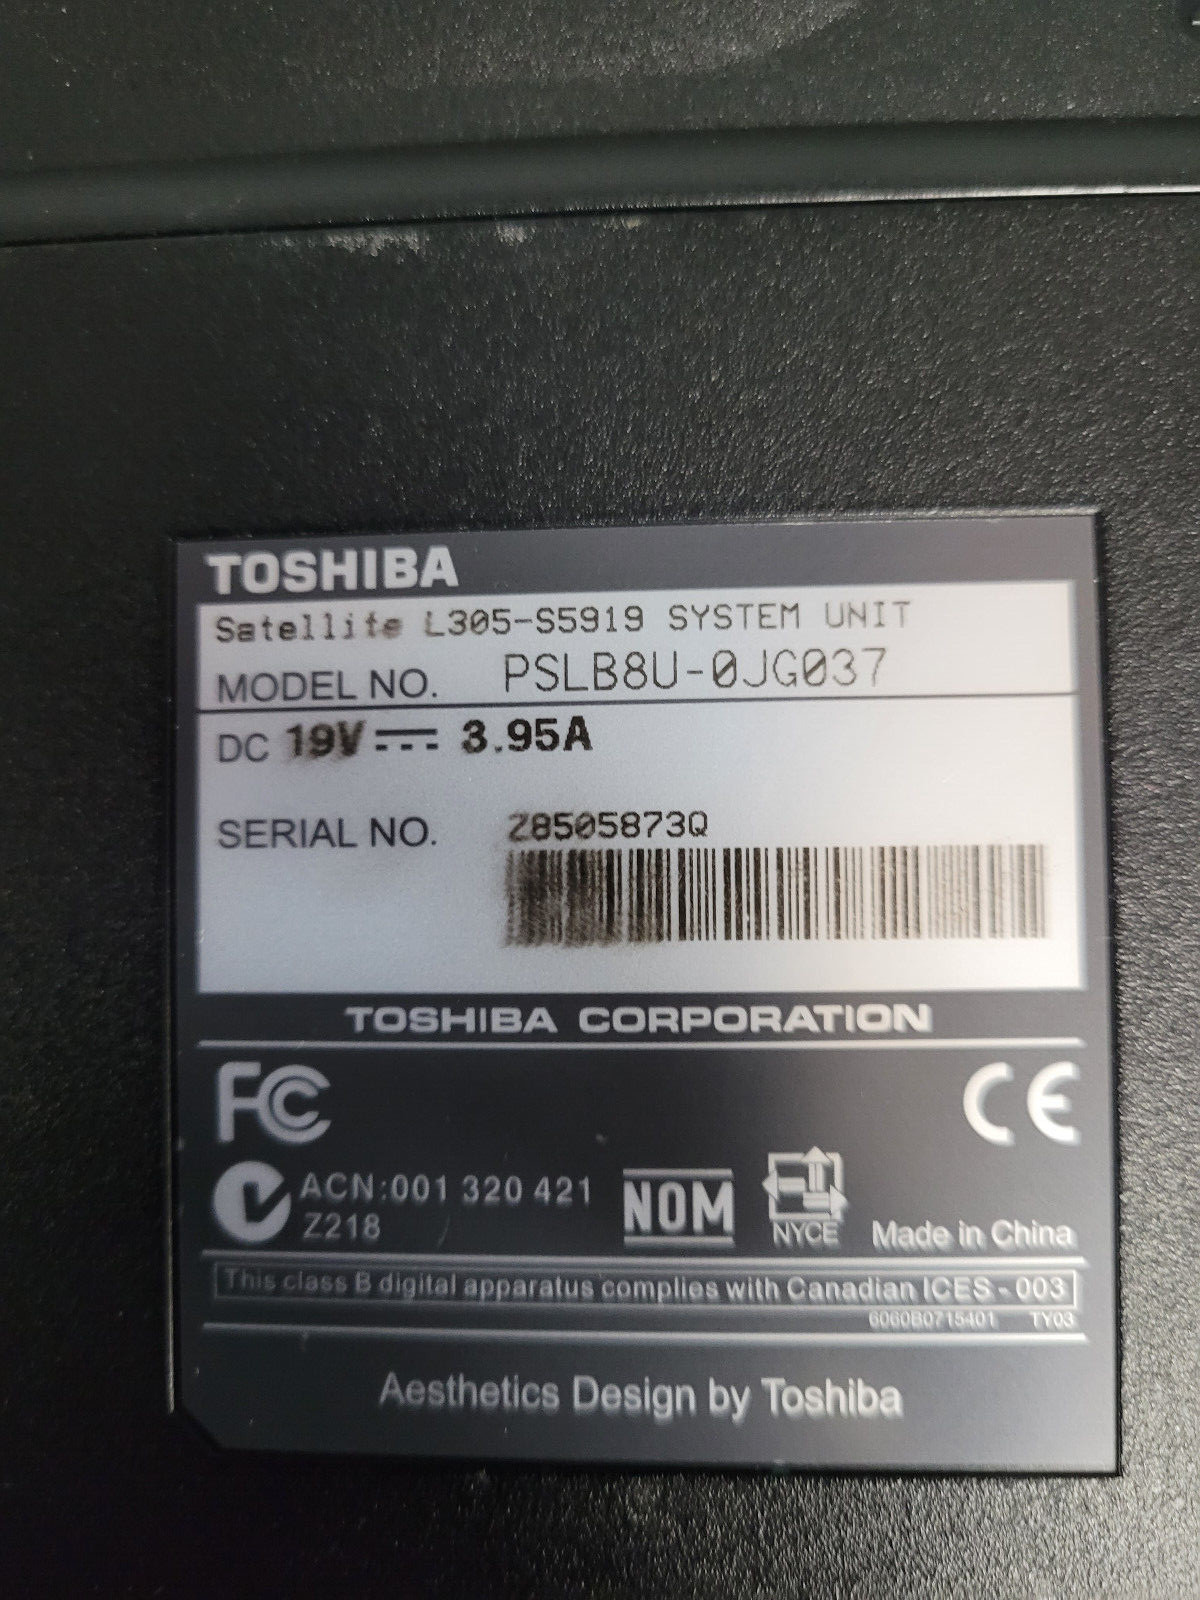 TOSHIBA
Satellite L305-S5919 SYSTEM UNIT
MODEL NO. PSLB8U-0JG037
DC 19V 3.95A
SERIAL NO. Z8505873Q
TOSHIBA CORPORATION
FC CE
ACN:001 320 421
Z218
NOM
NYCE
Made in China
This class B digital apparatus complies with Canadian ICES - 003
6060B0715401 TY03
Aesthetics Design by Toshiba